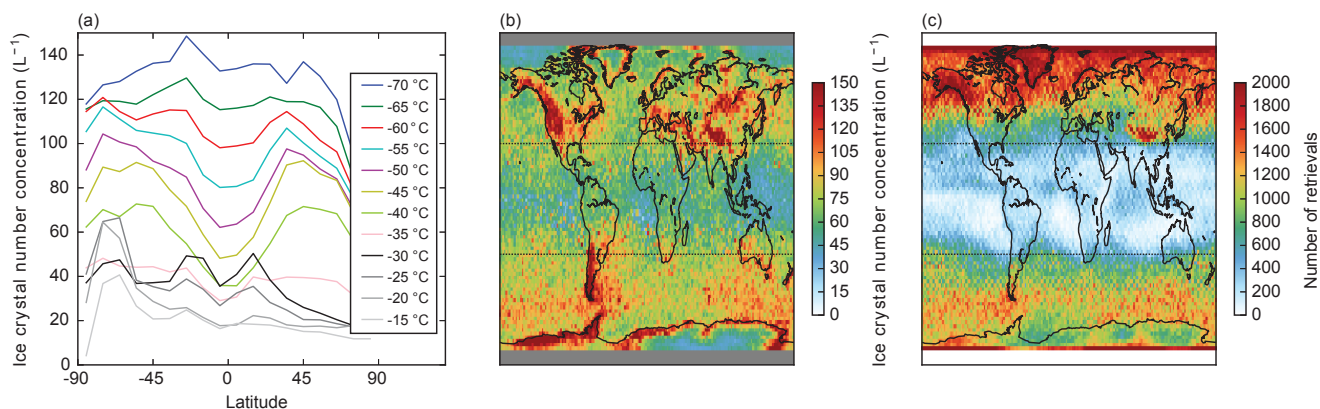 (a)
(b)
(c)
Ice crystal number concentration (L⁻¹)
140
120
100
80
60
40
20
0
-90
-45
0
45
90
Latitude
-70 °C
-65 °C
-60 °C
-55 °C
-50 °C
-45 °C
-40 °C
-35 °C
-30 °C
-25 °C
-20 °C
-15 °C
150
135
120
105
90
75
60
45
30
15
0
Ice crystal number concentration (L⁻¹)
2000
1800
1600
1400
1200
1000
800
600
400
200
0
Number of retrievals